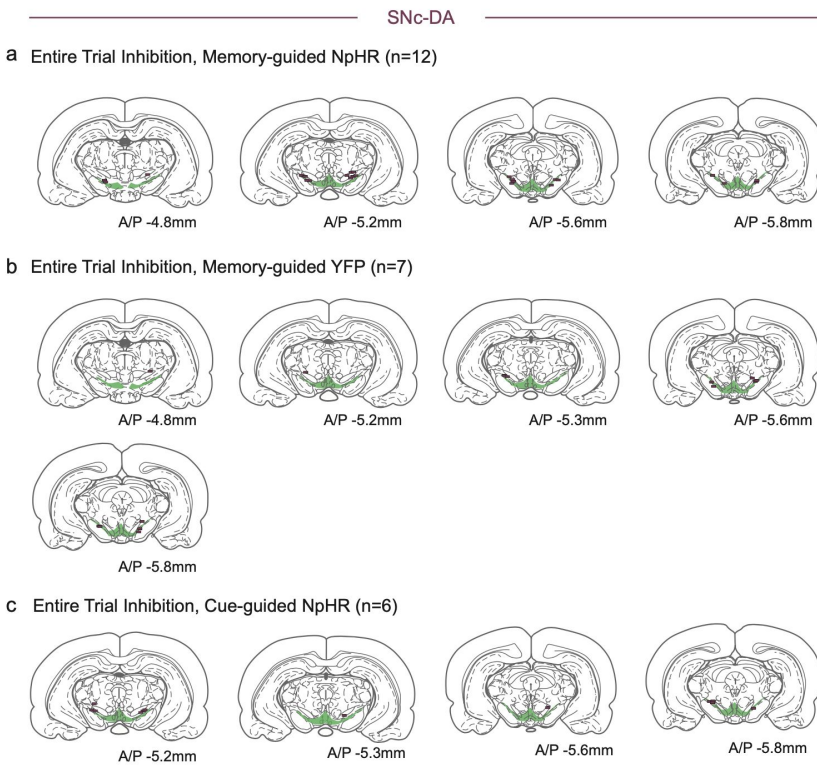 SNc-DA
a Entire Trial Inhibition, Memory-guided NpHR (n=12)
A/P -4.8mm
A/P -5.2mm
A/P -5.6mm
A/P -5.8mm
b Entire Trial Inhibition, Memory-guided YFP (n=7)
A/P -4.8mm
A/P -5.2mm
A/P -5.3mm
A/P -5.6mm
A/P -5.8mm
c Entire Trial Inhibition, Cue-guided NpHR (n=6)
A/P -5.2mm
A/P -5.3mm
A/P -5.6mm
A/P -5.8mm